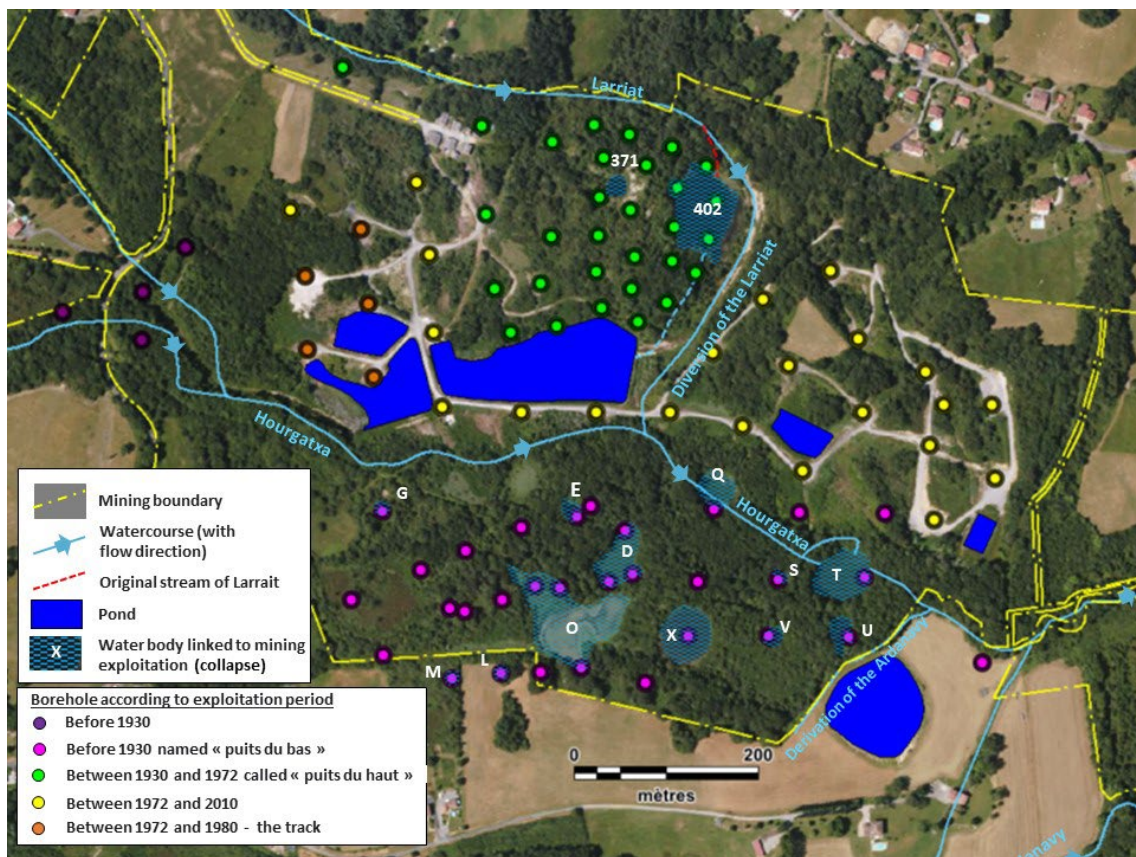 Larriat
371
402
Diversion of the Larriat
Hourgatxa
Q
G
E
Hourgatxa
D
S
T
O
X
V
U
M
L
Derivation of the Ardanavy
Mining boundary
Watercourse (with
flow direction)
Original stream of Larrait
Pond
X
Water body linked to mining
exploitation (collapse)
Borehole according to exploitation period
Before 1930
Before 1930 named « puits du bas »
Between 1930 and 1972 called « puits du haut »
Between 1972 and 2010
Between 1972 and 1980 - the track
0
200
mètres